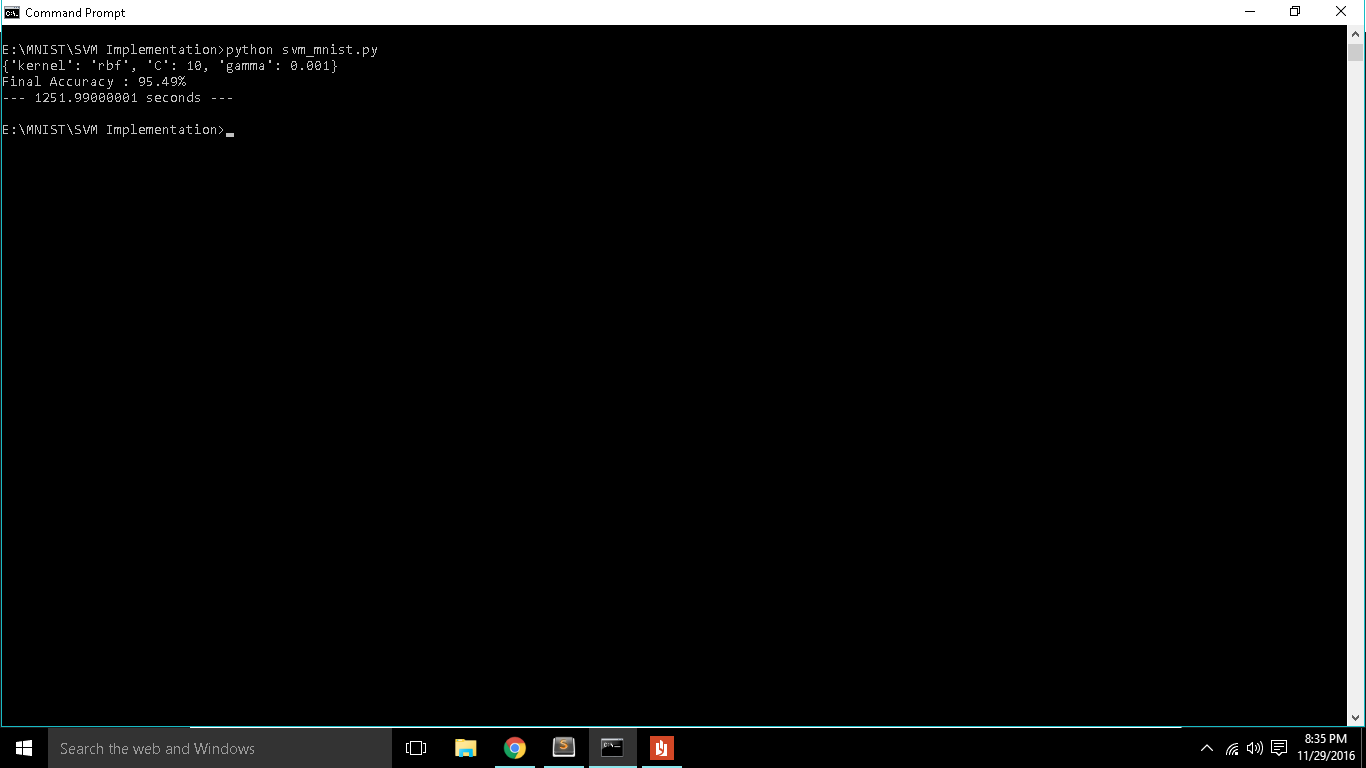 Command Prompt
E:\MNIST\SVM Implementation>python svm_mnist.py
{'kernel': 'rbf', 'C': 10, 'gamma': 0.001}
Final Accuracy : 95.49%
--- 1251.99000001 seconds ---
E:\MNIST\SVM Implementation>
Search the web and Windows
8:35 PM
11/29/2016